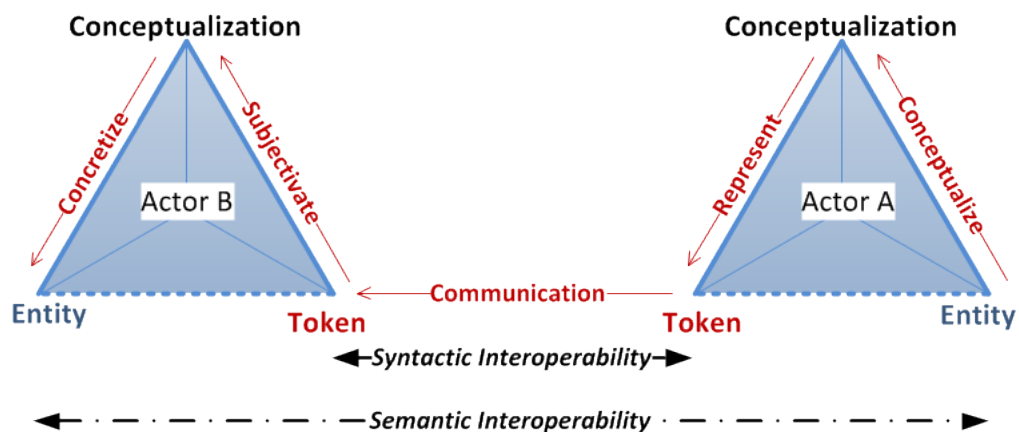 Conceptualization
Conceptualization
Concretize
Subjectivate
Represent
Conceptualize
Actor B
Actor A
Entity
Token
Communication
Token
Entity
Syntactic Interoperability
Semantic Interoperability